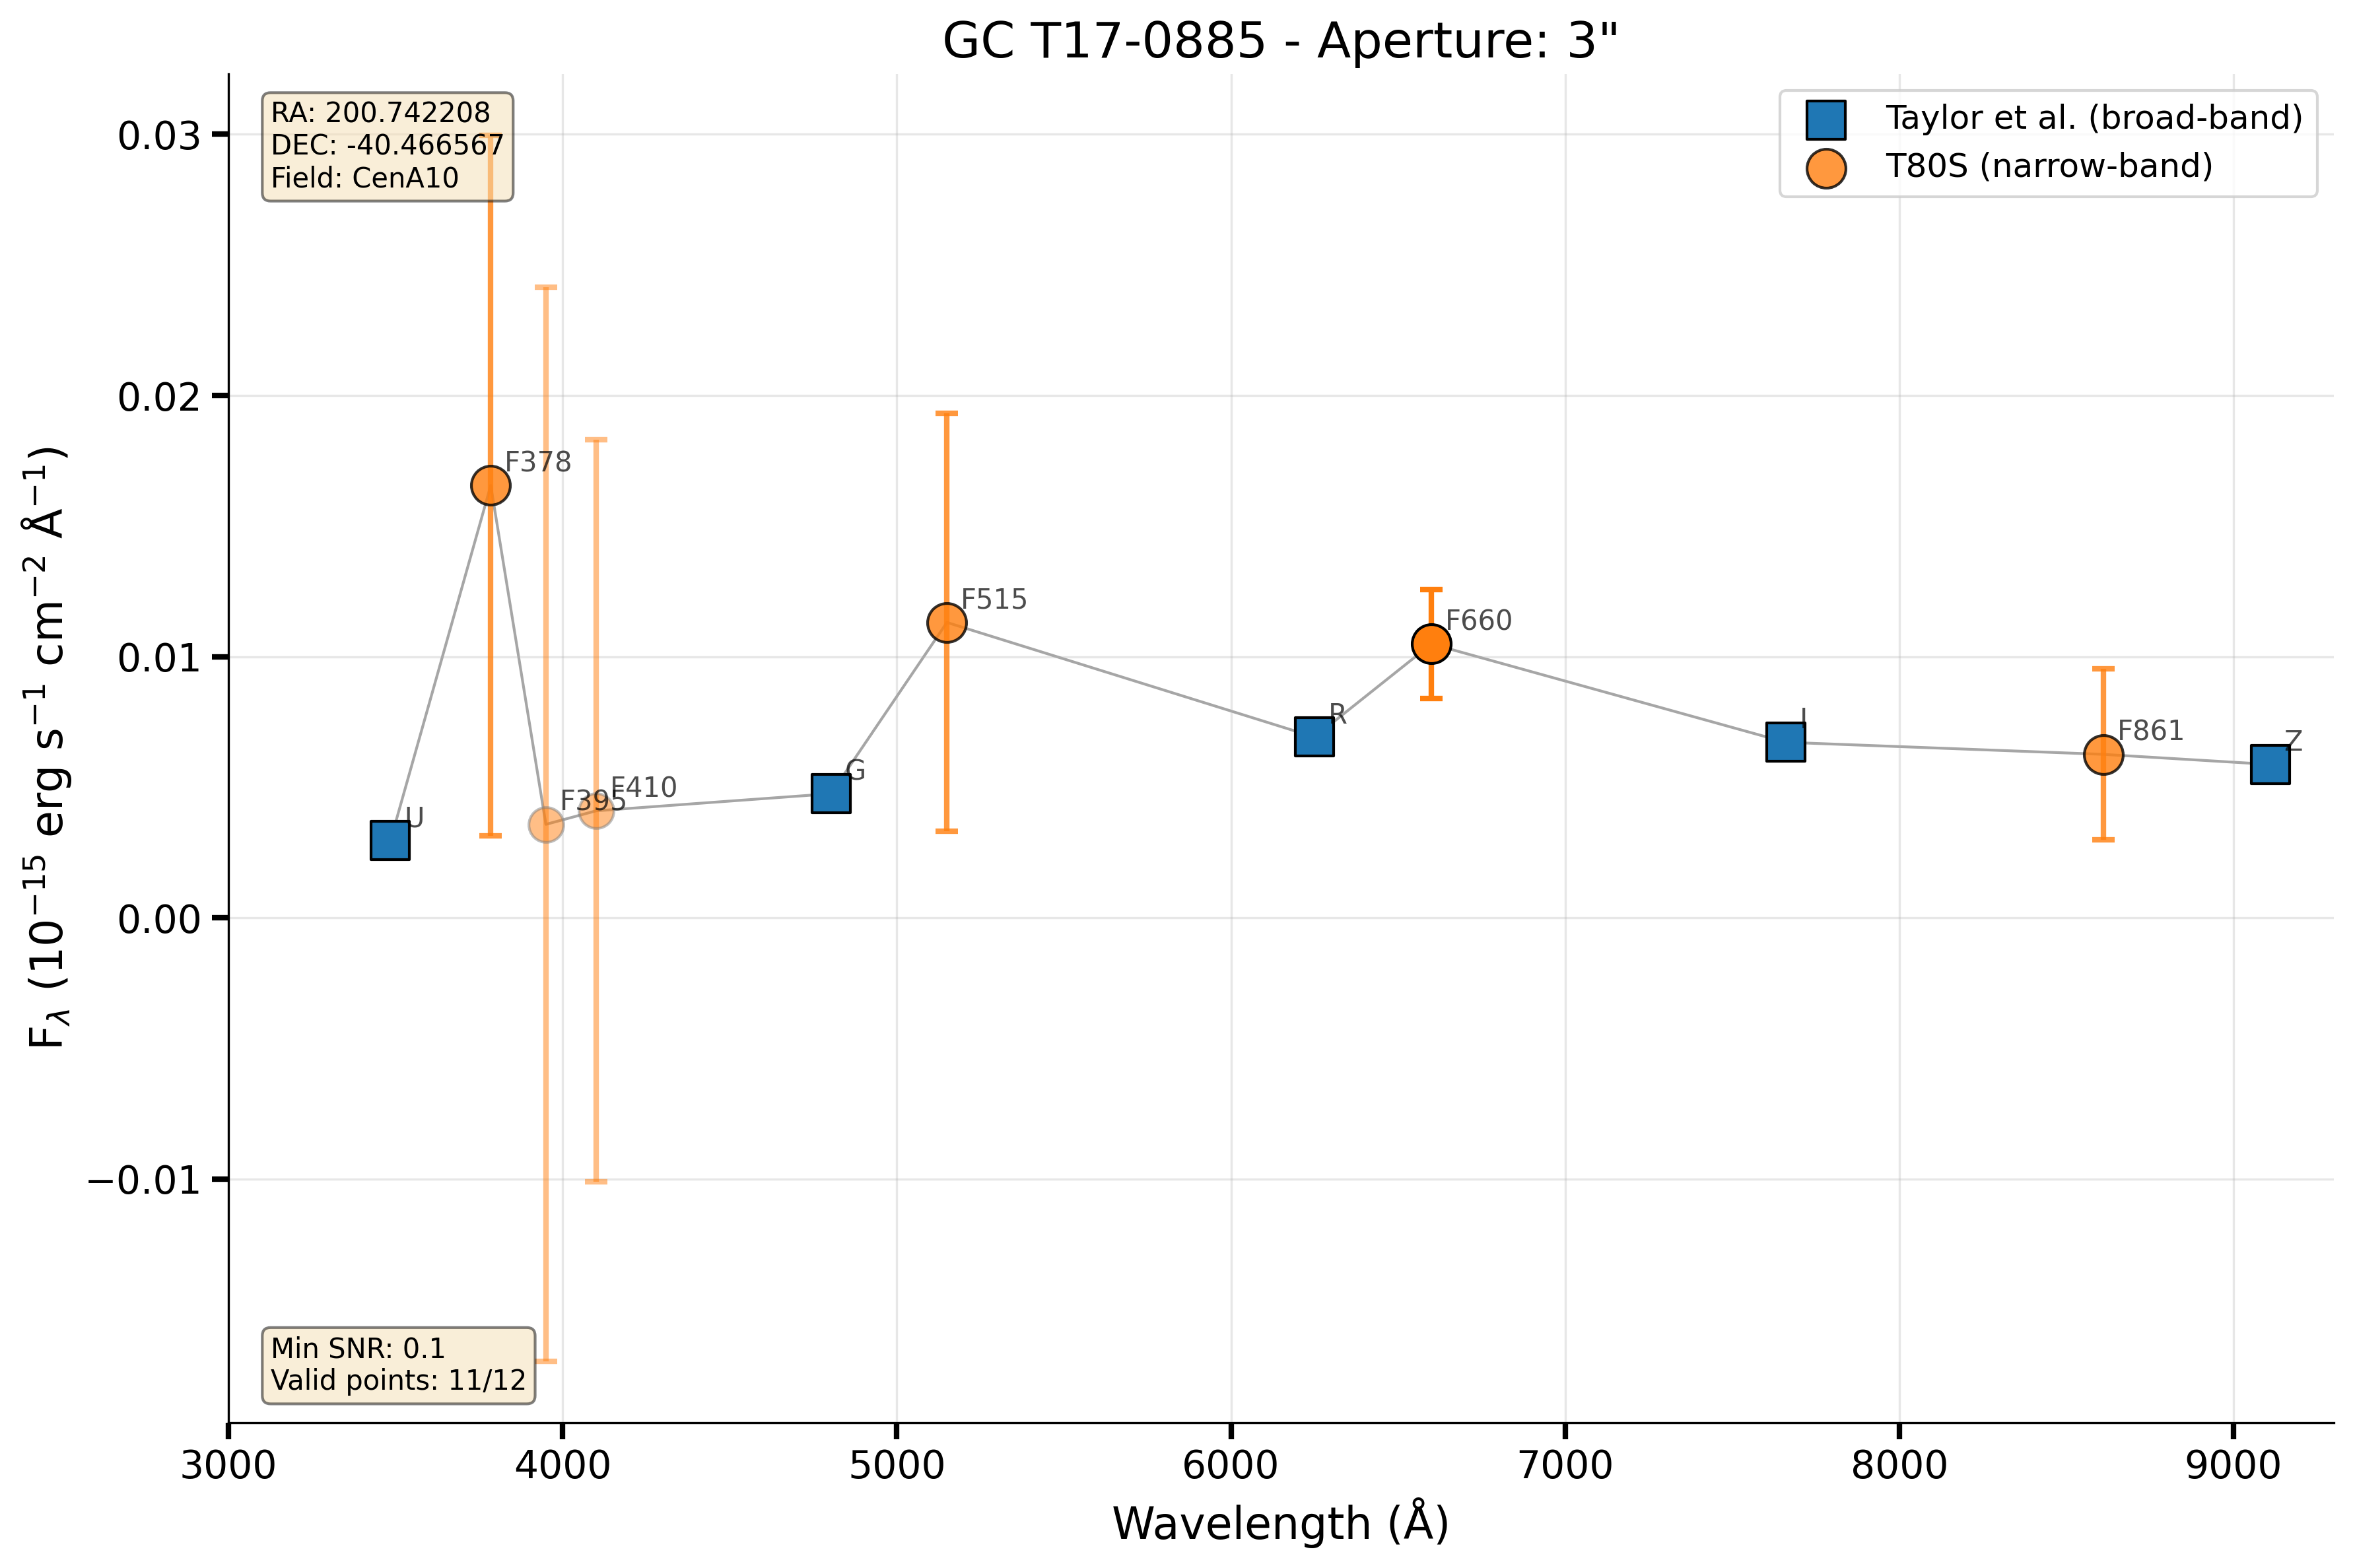 GC T17-0885 - Aperture: 3"
RA: 200.742208
DEC: -40.466567
Field: CenA10
Taylor et al. (broad-band)
T80S (narrow-band)
0.03
0.02
0.01
0.00
−0.01
F$_λ$ (10⁻¹⁵ erg s⁻¹ cm⁻² Å⁻¹)
U
F378
F395
F410
G
F515
R
F660
I
F861
Z
Min SNR: 0.1
Valid points: 11/12
3000 4000 5000 6000 7000 8000 9000
Wavelength (Å)